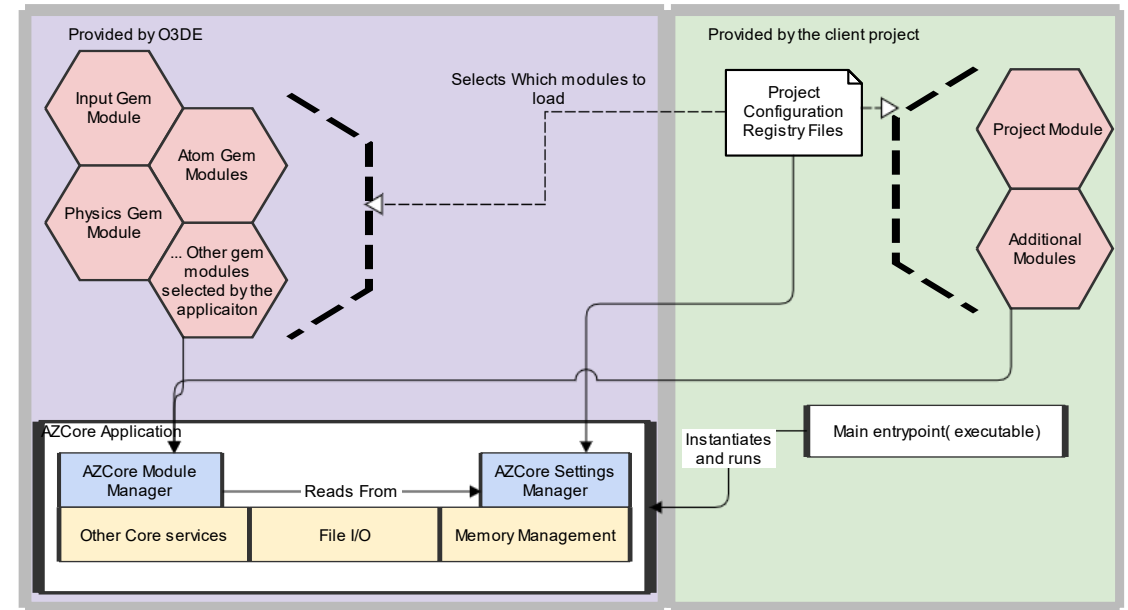 Provided by O3DE
Input Gem
Module
Atom Gem
Modules
Physics Gem
Module
... Other gem
modules
selected by the
applicaiton
Selects Which modules to
load
Provided by the client project
Project
Configuration
Registry Files
Project Module
Additional
Modules
AZCore Application
AZCore Module
Manager
Reads From
AZCore Settings
Manager
Other Core services
File I/O
Memory Management
Instantiates
and runs
Main entrypoint( executable)